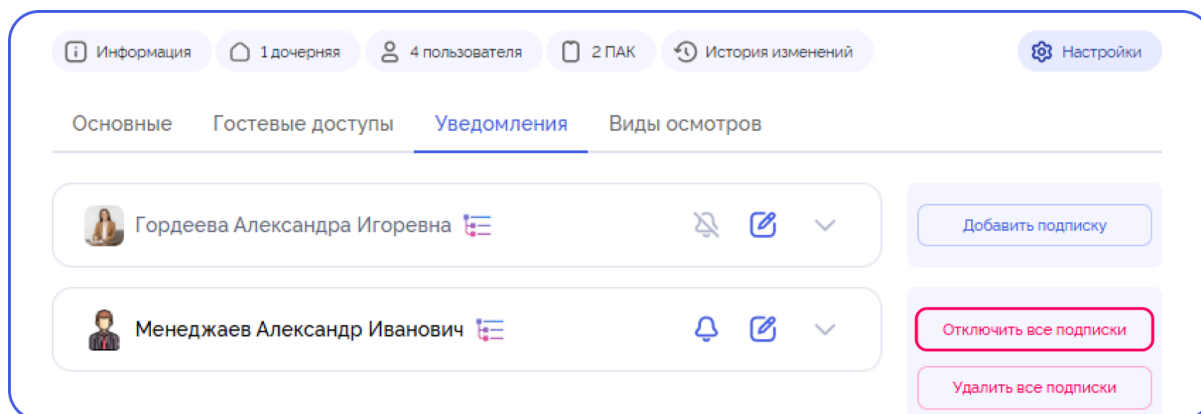 Информация 1 дочерняя 4 пользователя 2 ПАК История изменений Настройки
Основные Гостевые доступы Уведомления Виды осмотров
Гордеева Александра Игоревна
Добавить подписку
Менеджаев Александр Иванович
Отключить все подписки
Удалить все подписки